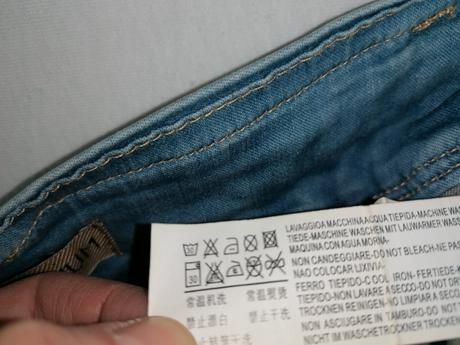 LAVAGGIO A MACCHINA ACQUA TIEPIDA-MACHINE WAS
TIEDE-MASCHINE WASCHEN MIT LAUWARMER WASS
MAQUINA CON AGUA MORNA-
NON CANDEGGIARE-DO NOT BLEACH-NE PAS
NAO COLOCAR LIXIVIA
FERRO TIEPIDO-COOL IRON-FER TIEDE-K
TIEPIDO-NON LAVARE A SECCO-DO NOT DRY
TROCKEN REINIGEN-NO LIMPIAR A SECO
NON ASCIUGARE IN TAMBURO-DO NOT
NICHT IM WASCHETROCKNER TROCKNEN
30
常温机洗 常温熨烫
禁止漂白 禁止干洗